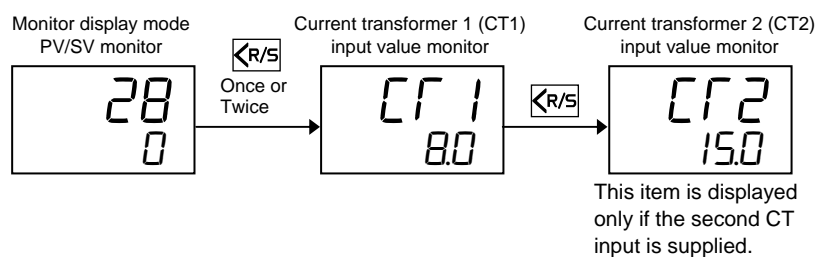 Monitor display mode
PV/SV monitor
Current transformer 1 (CT1)
input value monitor
Current transformer 2 (CT2)
input value monitor
<R/S
Once or
Twice
<R/S
28
0
CT1
8.0
CT2
15.0
This item is displayed
only if the second CT
input is supplied.